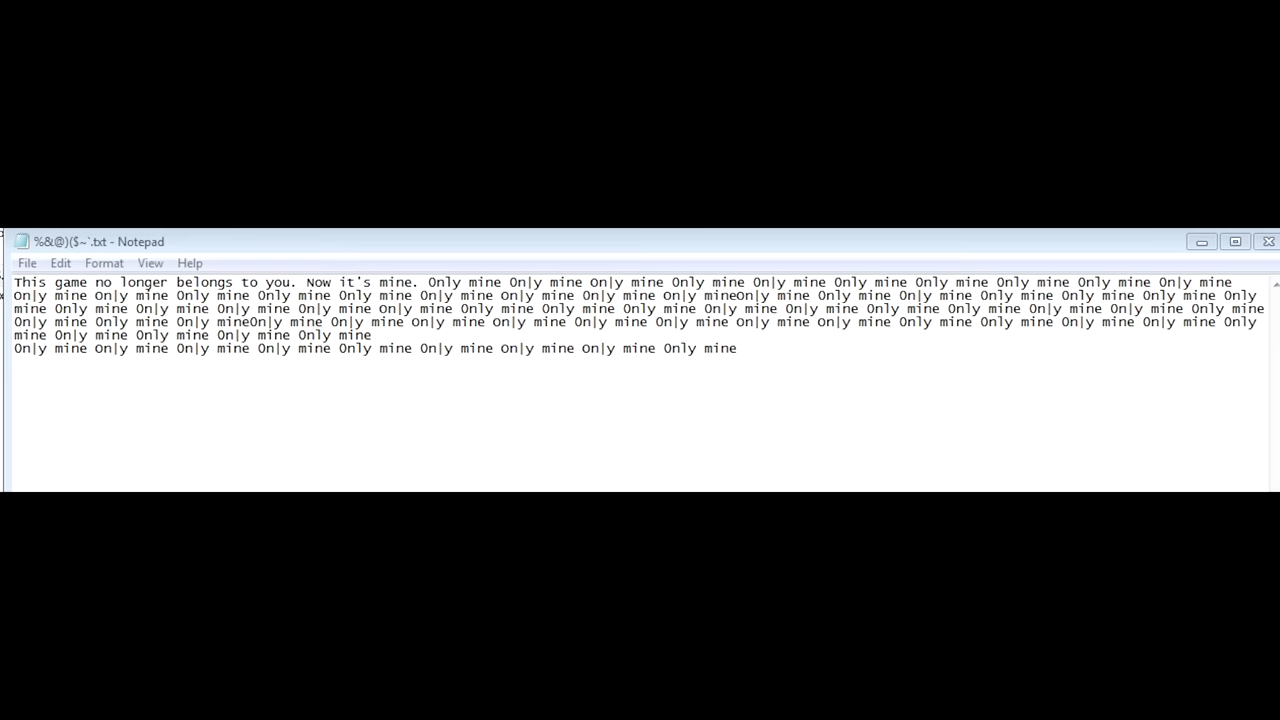 %&@)($~`.txt - Notepad
File Edit Format View Help
This game no longer belongs to you. Now it's mine. Only mine On|y mine On|y mine Only mine On|y mine Only mine Only mine Only mine Only mine On|y mine
On|y mine On|y mine Only mine Only mine Only mine On|y mine On|y mine On|y mine On|y mineOn|y mine Only mine On|y mine Only mine Only mine Only mine Only
mine Only mine On|y mine On|y mine On|y mine On|y mine Only mine Only mine Only mine On|y mine On|y mine Only mine Only mine On|y mine On|y mine Only mine
On|y mine Only mine On|y mineOn|y mine On|y mine On|y mine On|y mine On|y mine On|y mine On|y mine On|y mine Only mine Only mine On|y mine On|y mine Only
mine On|y mine Only mine On|y mine Only mine
On|y mine On|y mine On|y mine On|y mine Only mine On|y mine On|y mine On|y mine Only mine